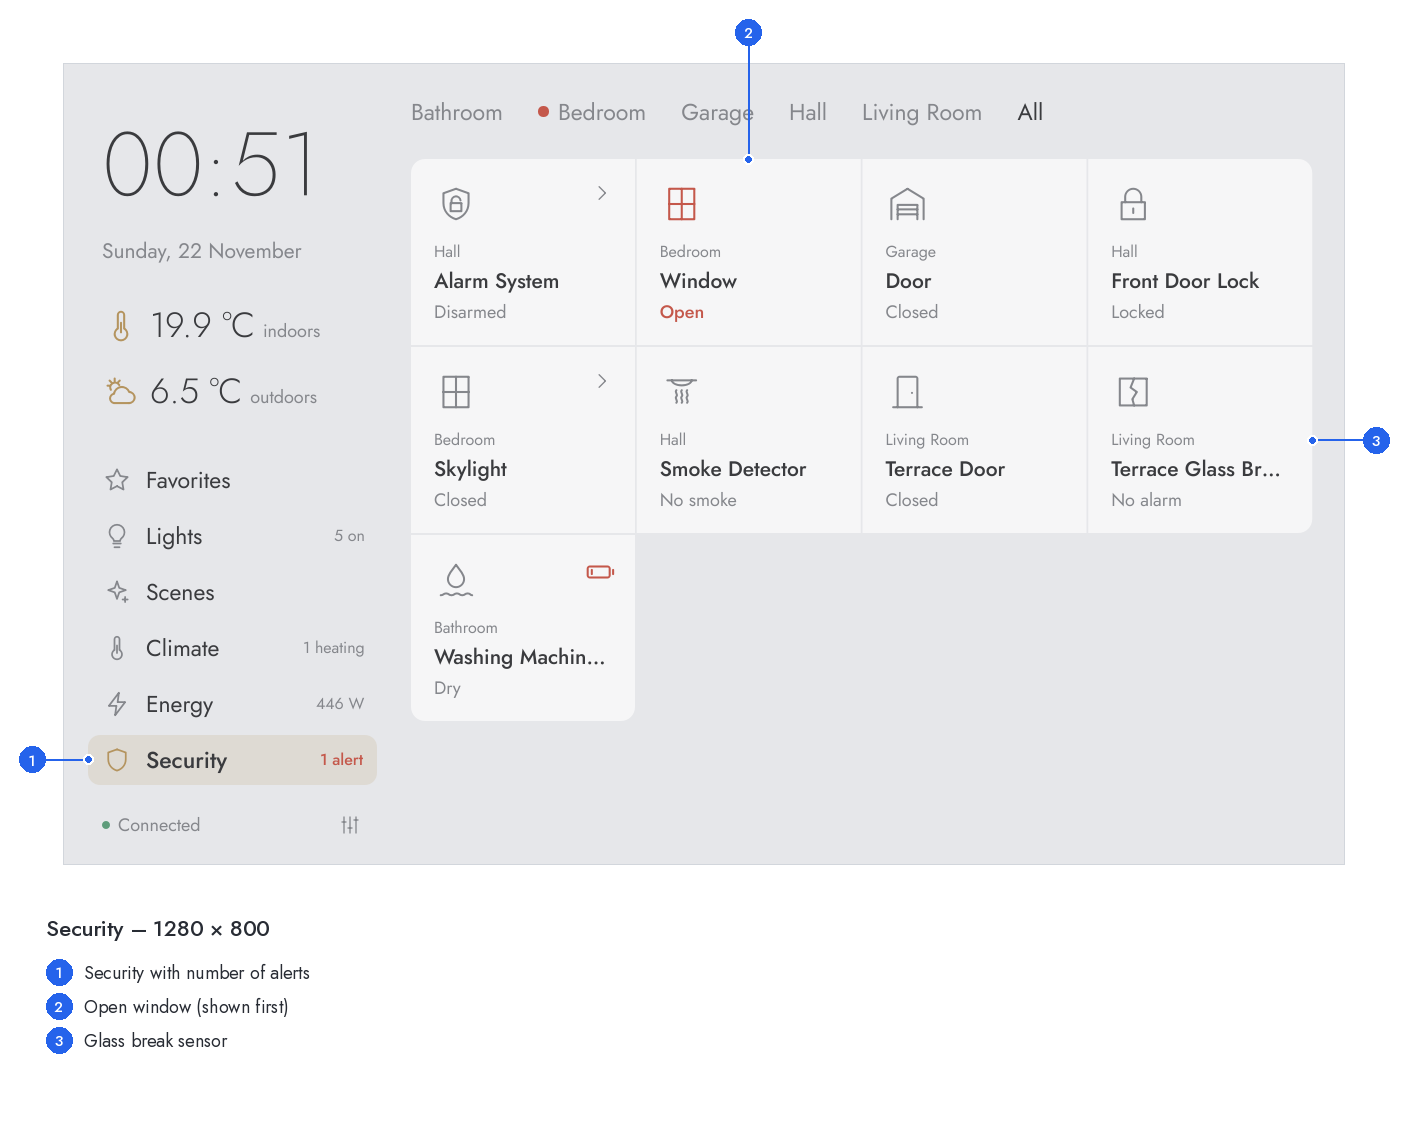 2
Bathroom Bedroom Garage Hall Living Room All
00:51
Sunday, 22 November
19.9 °C indoors
6.5 °C outdoors
Favorites
Lights 5 on
Scenes
Climate 1 heating
Energy 446 W
1
Security 1 alert
Connected
Hall
Alarm System
Disarmed
Bedroom
Window
Open
Garage
Door
Closed
Hall
Front Door Lock
Locked
Bedroom
Skylight
Closed
Hall
Smoke Detector
No smoke
Living Room
Terrace Door
Closed
Living Room
Terrace Glass Br...
No alarm
3
Bathroom
Washing Machin...
Dry
Security – 1280 × 800
1 Security with number of alerts
2 Open window (shown first)
3 Glass break sensor